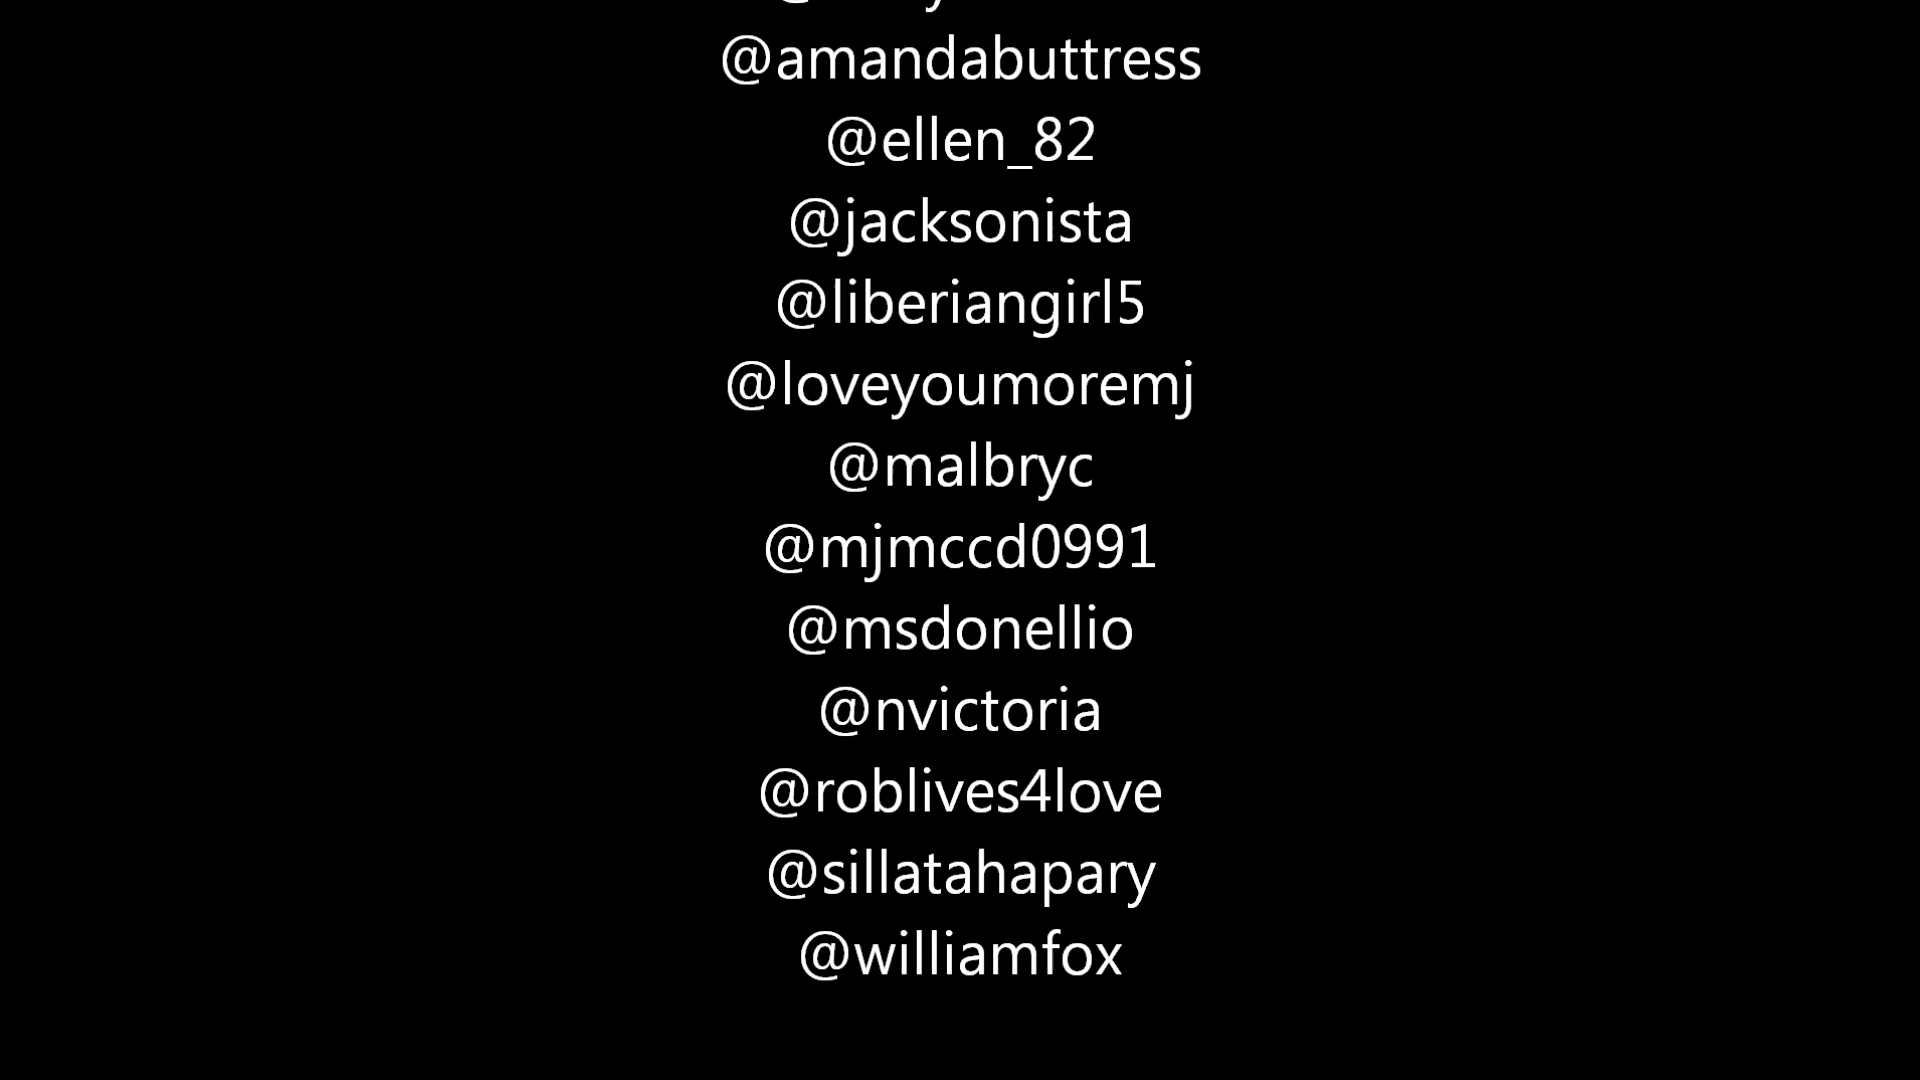 @amandabuttress
@ellen_82
@jacksonista
@liberiangirl5
@loveyoumoremj
@malbryc
@mjmccd0991
@msdonellio
@nvictoria
@roblives4love
@sillatahapary
@williamfox